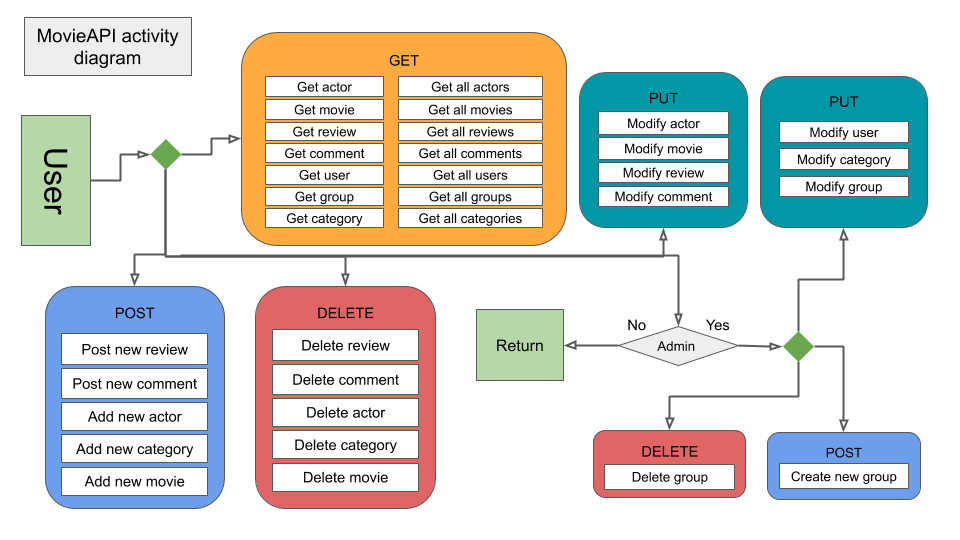 MovieAPI activity
diagram
User
GET
Get actor
Get movie
Get review
Get comment
Get user
Get group
Get category
Get all actors
Get all movies
Get all reviews
Get all comments
Get all users
Get all groups
Get all categories
PUT
Modify actor
Modify movie
Modify review
Modify comment
PUT
Modify user
Modify category
Modify group
POST
Post new review
Post new comment
Add new actor
Add new category
Add new movie
DELETE
Delete review
Delete comment
Delete actor
Delete category
Delete movie
Return
No
Admin
Yes
DELETE
Delete group
POST
Create new group